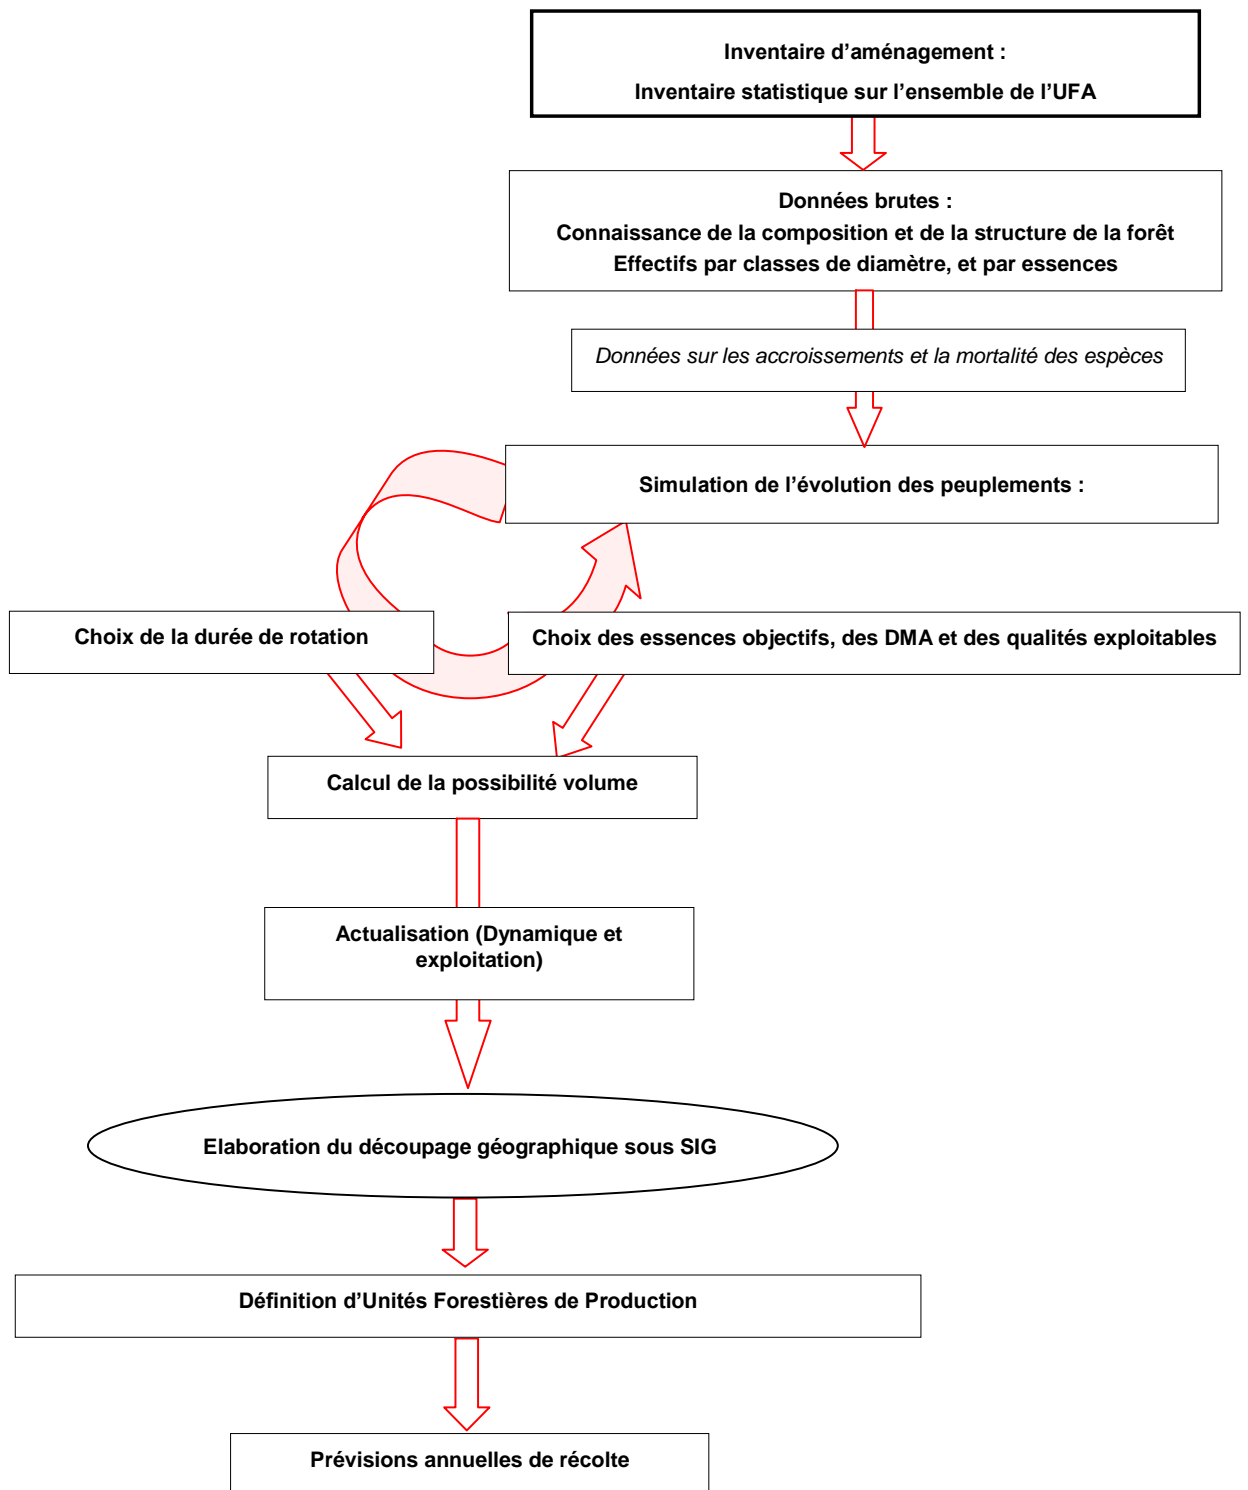 Inventaire d’aménagement :
Inventaire statistique sur l’ensemble de l’UFA
Données brutes :
Connaissance de la composition et de la structure de la forêt
Effectifs par classes de diamètre, et par essences
Données sur les accroissements et la mortalité des espèces
Simulation de l’évolution des peuplements :
Choix de la durée de rotation
Choix des essences objectifs, des DMA et des qualités exploitables
Calcul de la possibilité volume
Actualisation (Dynamique et
exploitation)
Elaboration du découpage géographique sous SIG
Définition d’Unités Forestières de Production
Prévisions annuelles de récolte